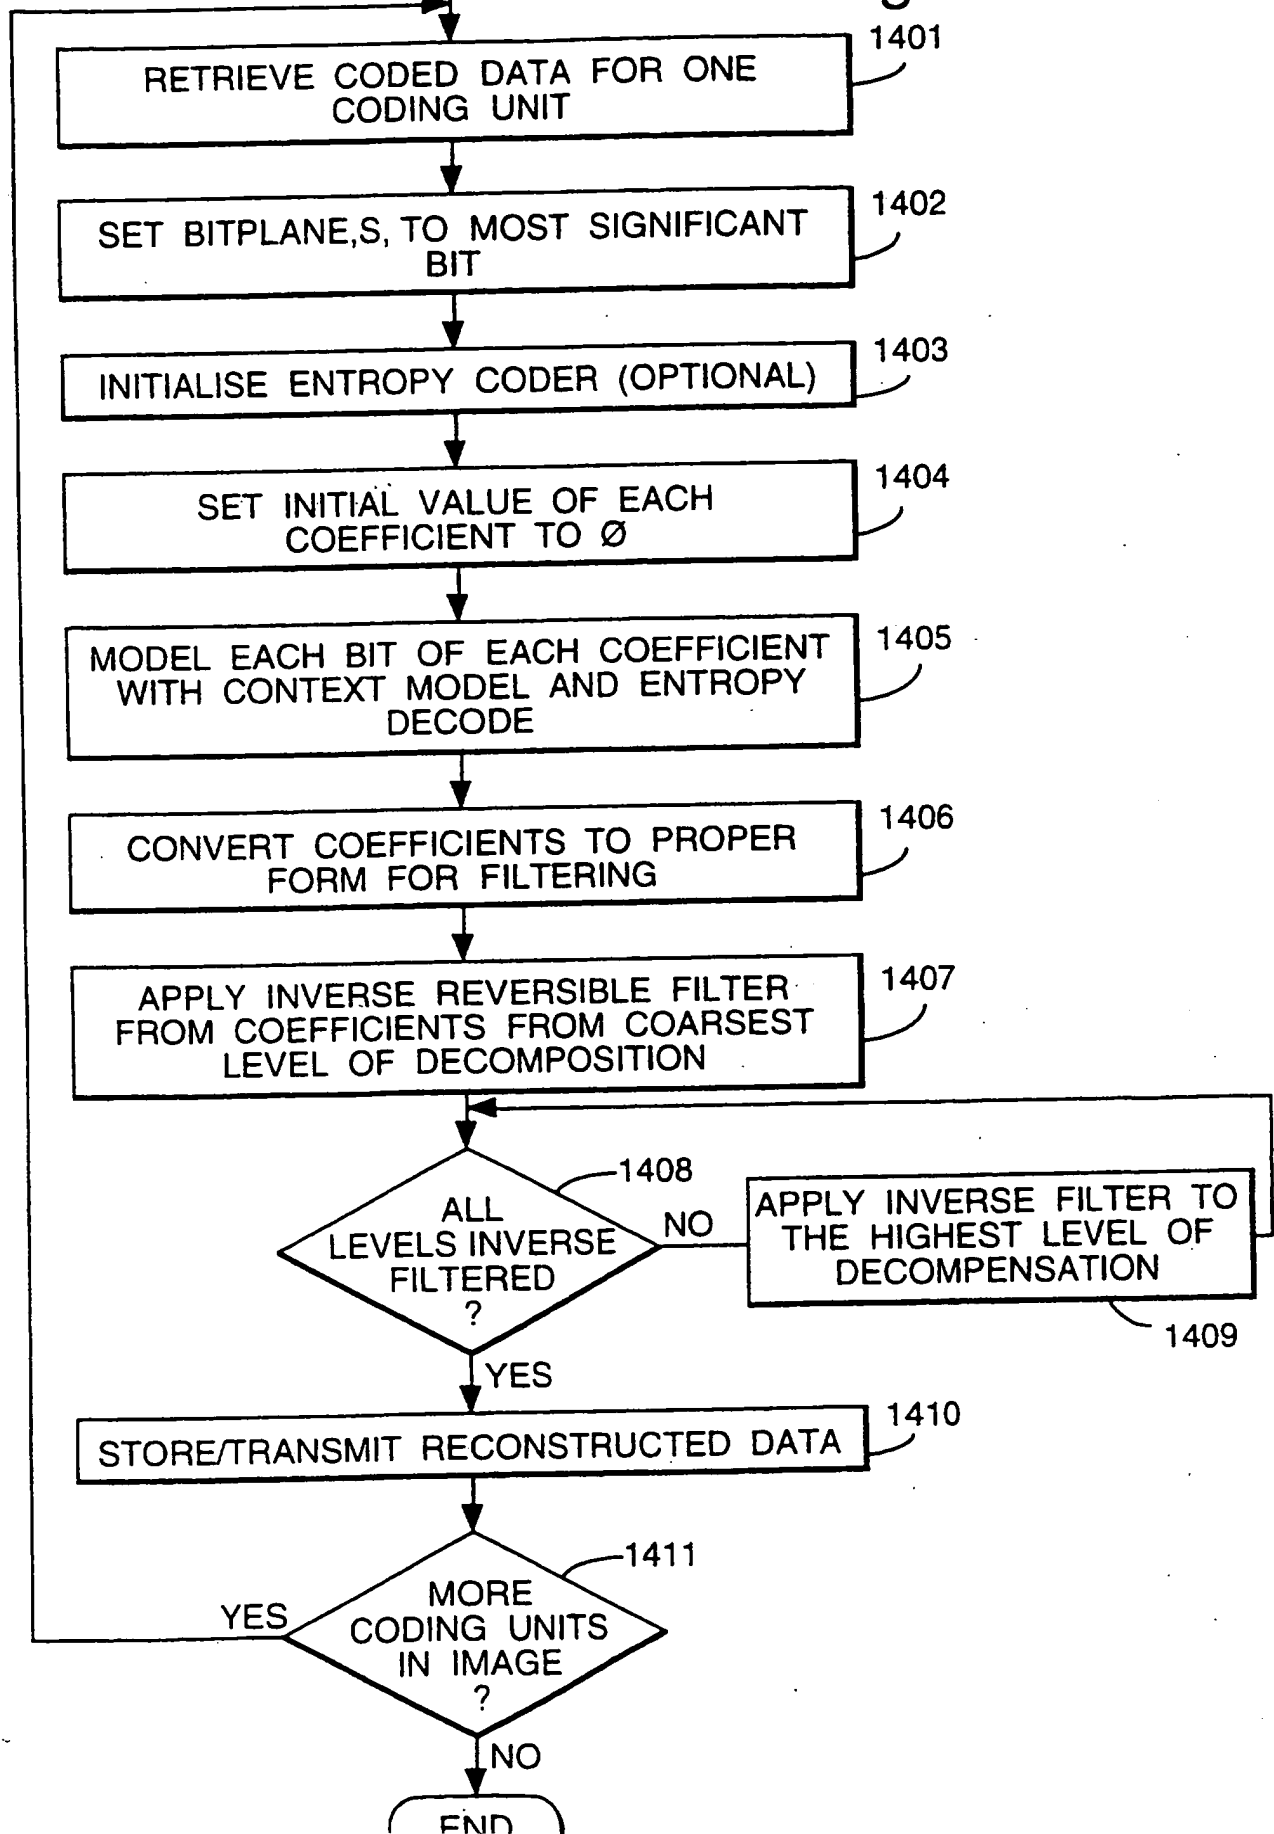 1401
RETRIEVE CODED DATA FOR ONE
CODING UNIT
1402
SET BITPLANE,S, TO MOST SIGNIFICANT
BIT
1403
INITIALISE ENTROPY CODER (OPTIONAL)
1404
SET INITIAL VALUE OF EACH
COEFFICIENT TO Ø
1405
MODEL EACH BIT OF EACH COEFFICIENT
WITH CONTEXT MODEL AND ENTROPY
DECODE
1406
CONVERT COEFFICIENTS TO PROPER
FORM FOR FILTERING
1407
APPLY INVERSE REVERSIBLE FILTER
FROM COEFFICIENTS FROM COARSEST
LEVEL OF DECOMPOSITION
1408
ALL
LEVELS INVERSE
FILTERED
?
NO
APPLY INVERSE FILTER TO
THE HIGHEST LEVEL OF
DECOMPENSATION
1409
YES
1410
STORE/TRANSMIT RECONSTRUCTED DATA
1411
MORE
CODING UNITS
IN IMAGE
?
YES
NO
END